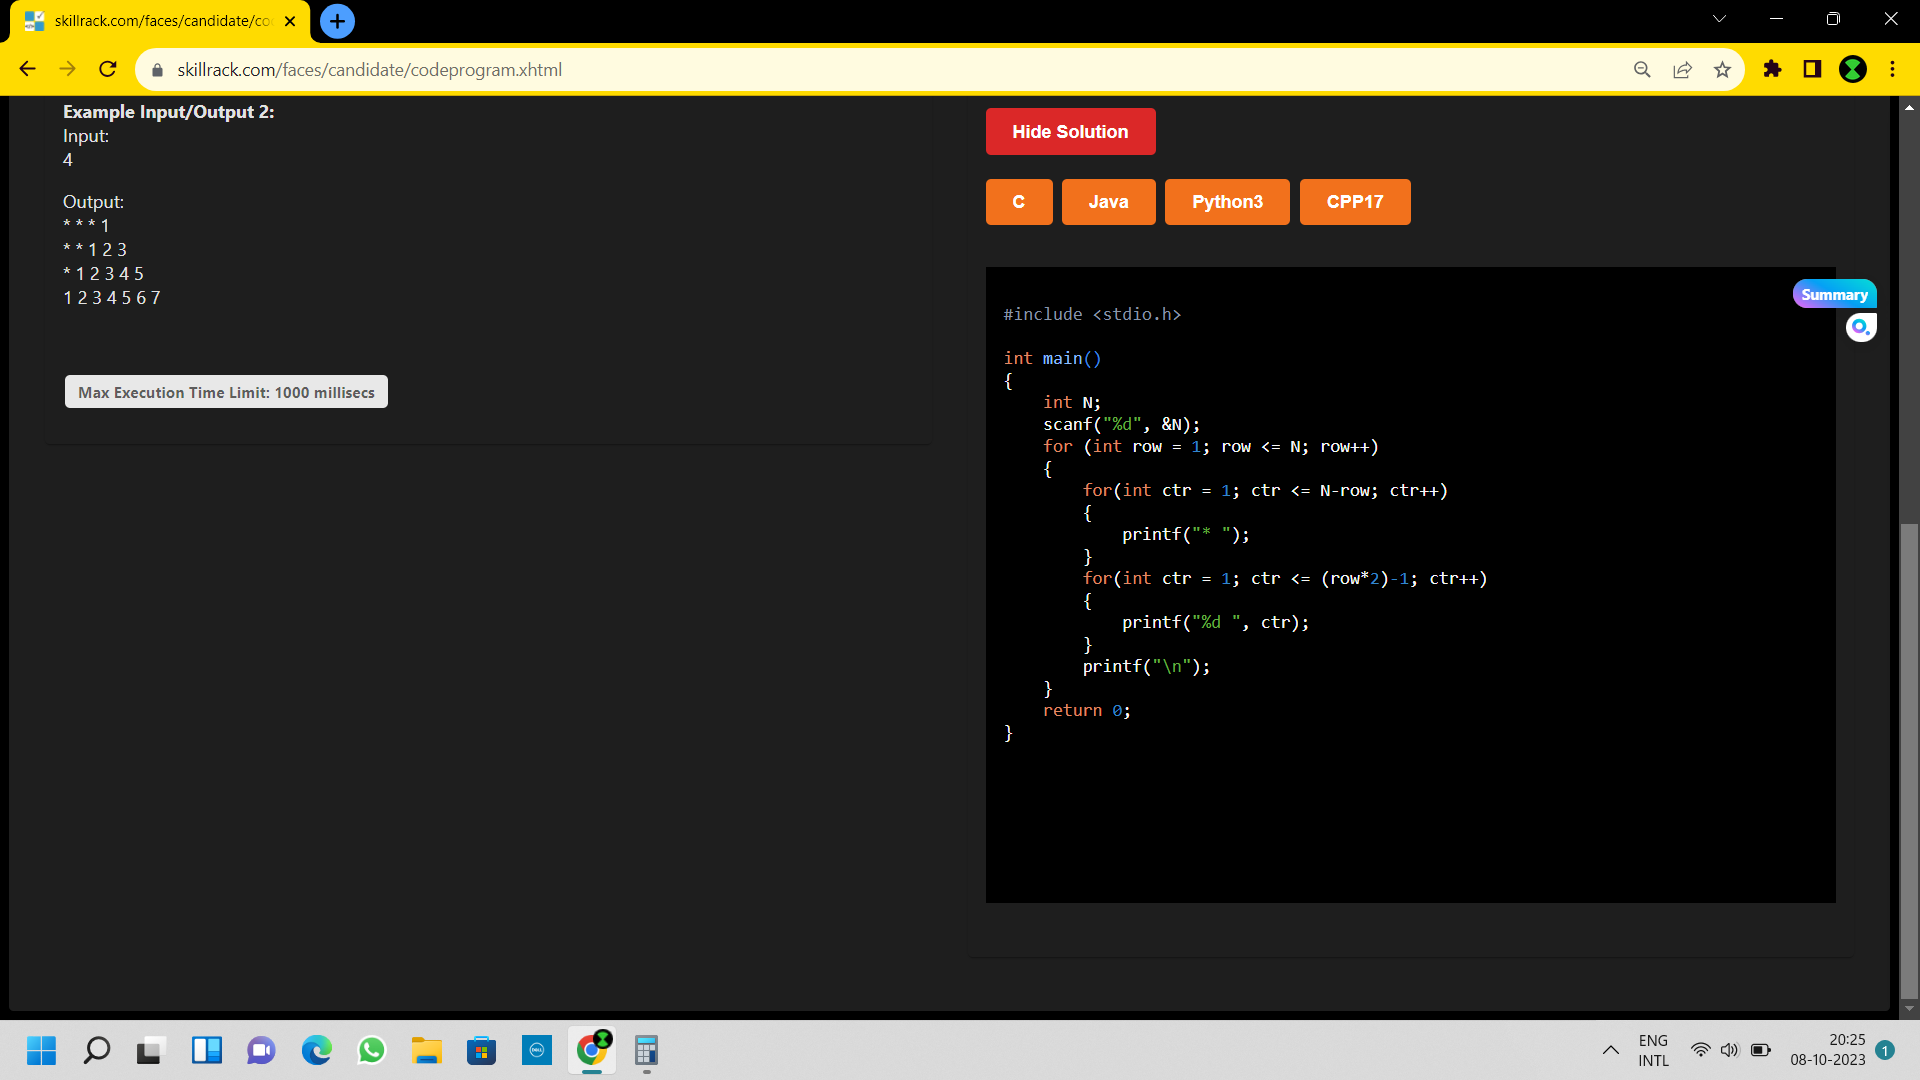 skillrack.com/faces/candidate/co
skillrack.com/faces/candidate/codeprogram.xhtml
Example Input/Output 2:
Input:
4
Output:
* * * 1
* * 1 2 3
* 1 2 3 4 5
1 2 3 4 5 6 7
Max Execution Time Limit: 1000 millisecs
Hide Solution
C Java Python3 CPP17
Summary
#include <stdio.h>
int main()
{
int N;
scanf("%d", &N);
for (int row = 1; row <= N; row++)
{
for(int ctr = 1; ctr <= N-row; ctr++)
{
printf("* ");
}
for(int ctr = 1; ctr <= (row*2)-1; ctr++)
{
printf("%d ", ctr);
}
printf("\n");
}
return 0;
}
DELL
ENG
INTL
20:25
08-10-2023
1